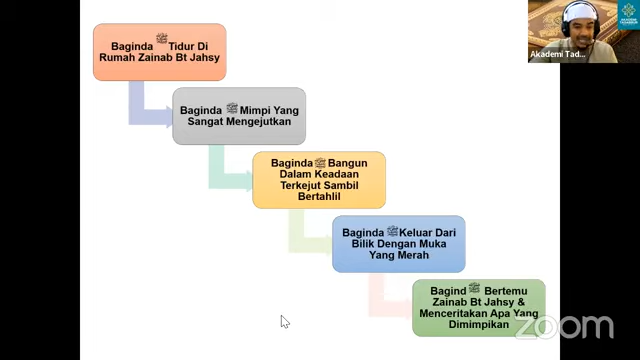 Baginda ﷺ Tidur Di
Rumah Zainab Bt Jahsy
Baginda ﷺ Mimpi Yang
Sangat Mengejutkan
Baginda ﷺ Bangun
Dalam Keadaan
Terkejut Sambil
Bertahlil
Baginda ﷺ Keluar Dari
Bilik Dengan Muka
Yang Merah
Bagind ﷺ Bertemu
Zainab Bt Jahsy &
Menceritakan Apa Yang
Dimimpikan
Akademi Tad...
zoom